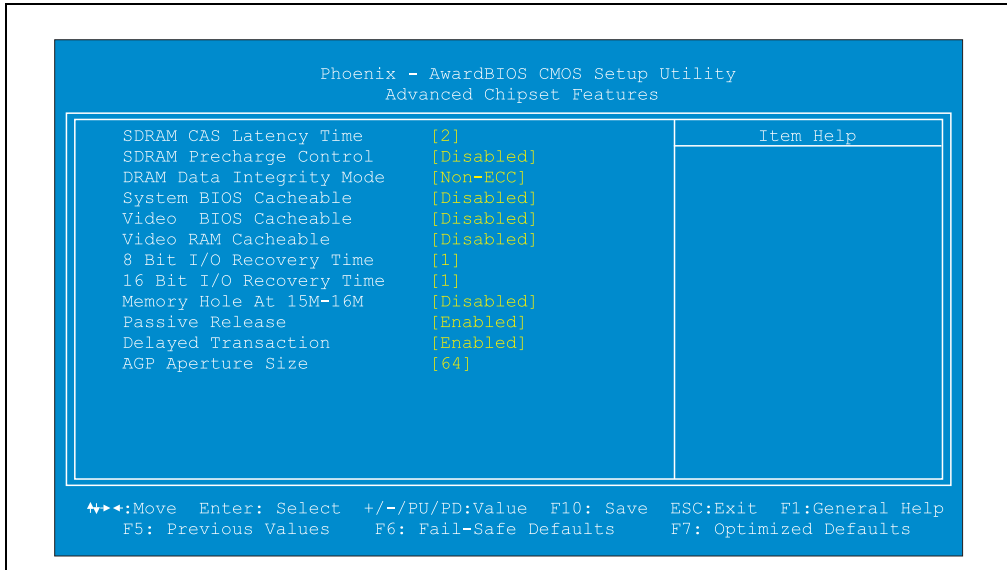 Phoenix - AwardBIOS CMOS Setup Utility
Advanced Chipset Features
SDRAM CAS Latency Time [2]
Item Help
SDRAM Precharge Control [Disabled]
DRAM Data Integrity Mode [Non-ECC]
System BIOS Cacheable [Disabled]
Video BIOS Cacheable [Disabled]
Video RAM Cacheable [Disabled]
8 Bit I/O Recovery Time [1]
16 Bit I/O Recovery Time [1]
Memory Hole At 15M-16M [Disabled]
Passive Release [Enabled]
Delayed Transaction [Enabled]
AGP Aperture Size [64]
:Move Enter: Select +/-/PU/PD:Value F10: Save ESC:Exit F1:General Help
F5: Previous Values F6: Fail-Safe Defaults F7: Optimized Defaults